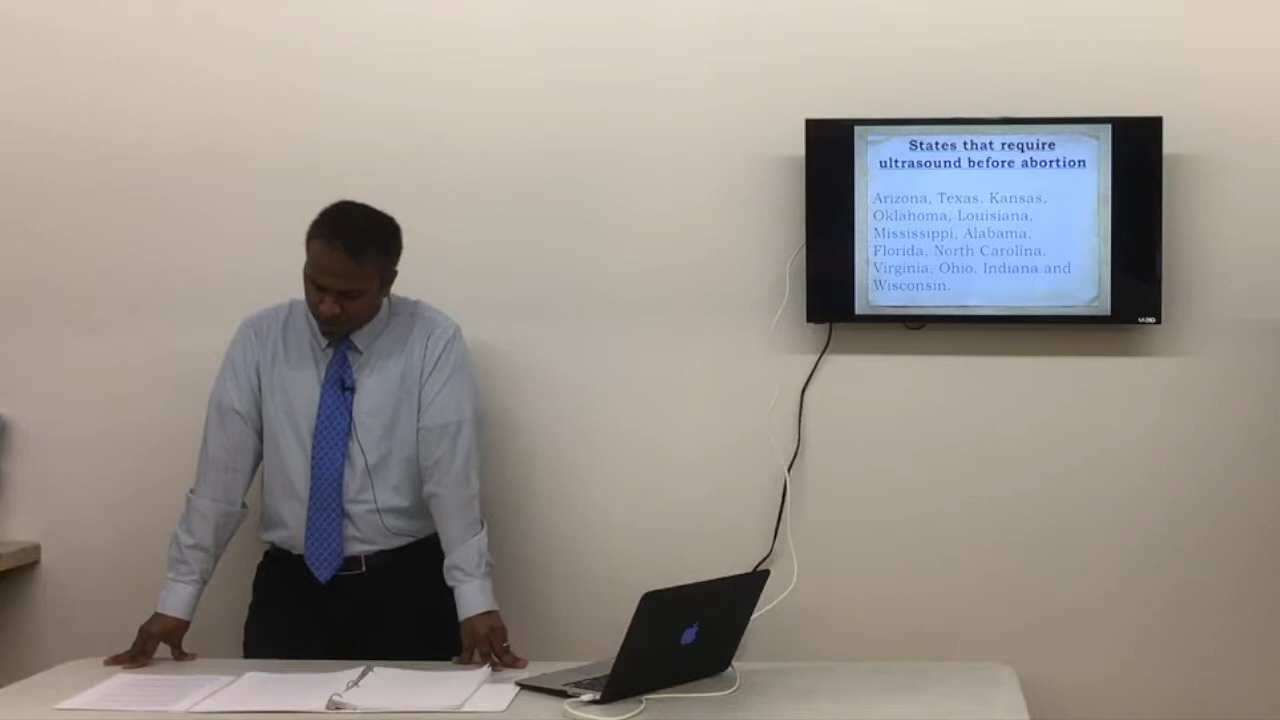 States that require
ultrasound before abortion
Arizona, Texas, Kansas,
Oklahoma, Louisiana,
Mississippi, Alabama,
Florida, North Carolina,
Virginia, Ohio, Indiana and
Wisconsin.
VIZIO